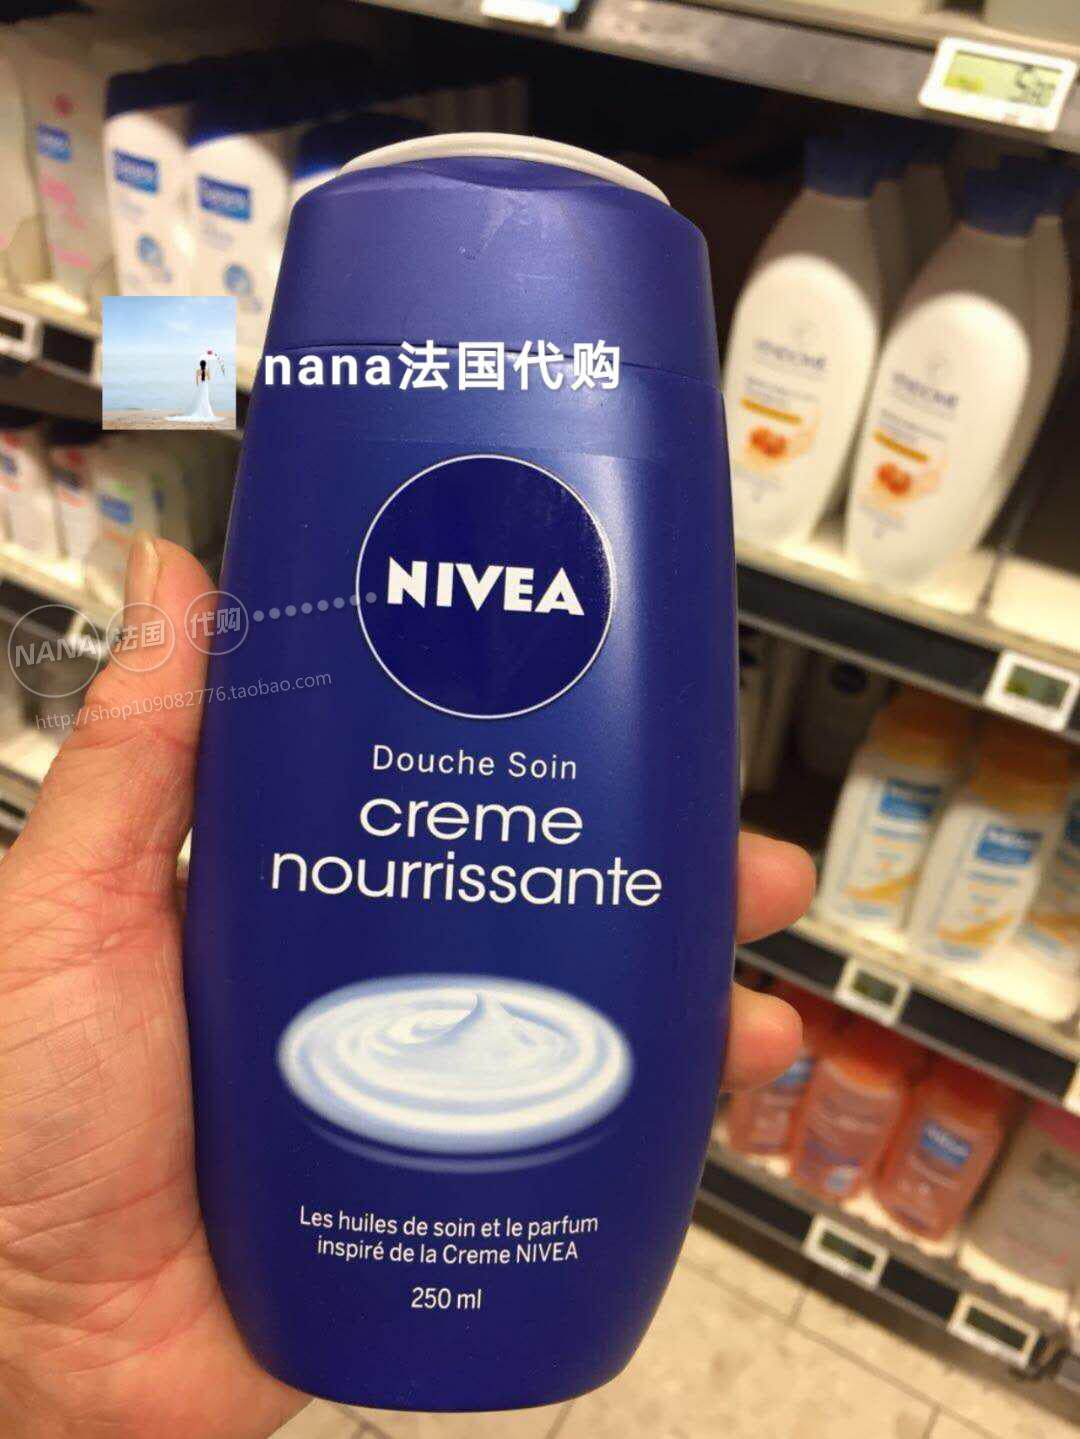 nana法国代购
NIVEA
NANA 法国 代购
http://shop109082776.taobao.com
Douche Soin
creme
nourrissante
Les huiles de soin et le parfum
inspiré de la Creme NIVEA
250 ml